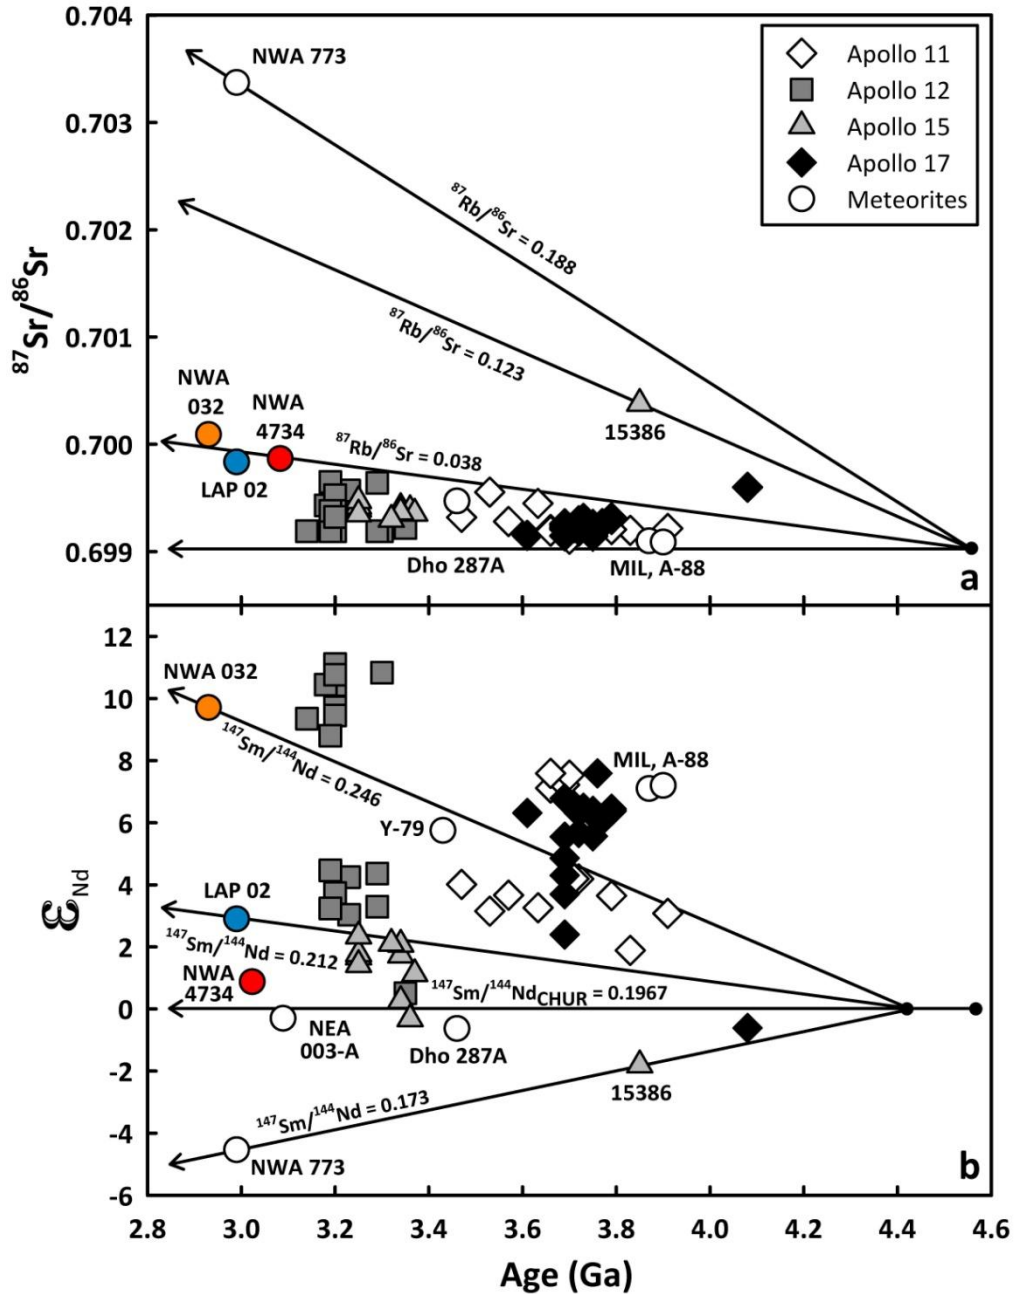 0.704
0.703
0.702
0.701
0.700
0.699
⁸⁷Sr/⁸⁶Sr
NWA 773
Apollo 11
Apollo 12
Apollo 15
Apollo 17
Meteorites
⁸⁷Rb/⁸⁶Sr = 0.188
⁸⁷Rb/⁸⁶Sr = 0.123
NWA
032
NWA
4734
15386
⁸⁷Rb/⁸⁶Sr = 0.038
LAP 02
Dho 287A
MIL, A-88
a
12
10
8
6
4
2
0
-2
-4
-6
εNd
NWA 032
¹⁴⁷Sm/¹⁴⁴Nd = 0.246
MIL, A-88
Y-79
LAP 02
¹⁴⁷Sm/¹⁴⁴Nd = 0.212
NWA
4734
¹⁴⁷Sm/¹⁴⁴NdCHUR = 0.1967
NEA
003-A
Dho 287A
15386
¹⁴⁷Sm/¹⁴⁴Nd = 0.173
NWA 773
b
2.8 3.0 3.2 3.4 3.6 3.8 4.0 4.2 4.4 4.6
Age (Ga)